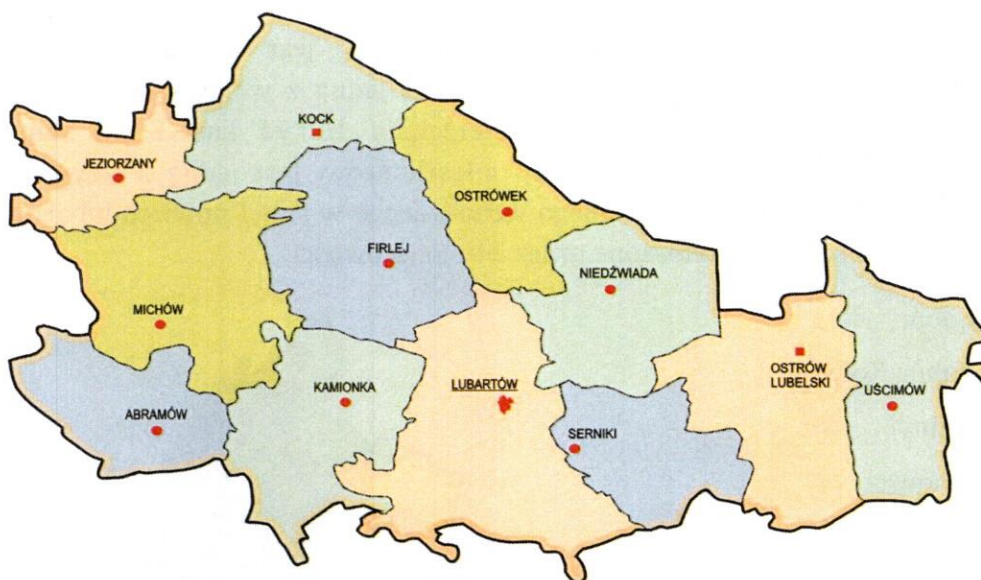 KOCK
JEZIORZANY
OSTRÓWEK
FIRLEJ
NIEDŹWIADA
MICHÓW
OSTRÓW
LUBELSKI
KAMIONKA
LUBARTÓW
UŚCIMÓW
ABRAMÓW
SERNIKI